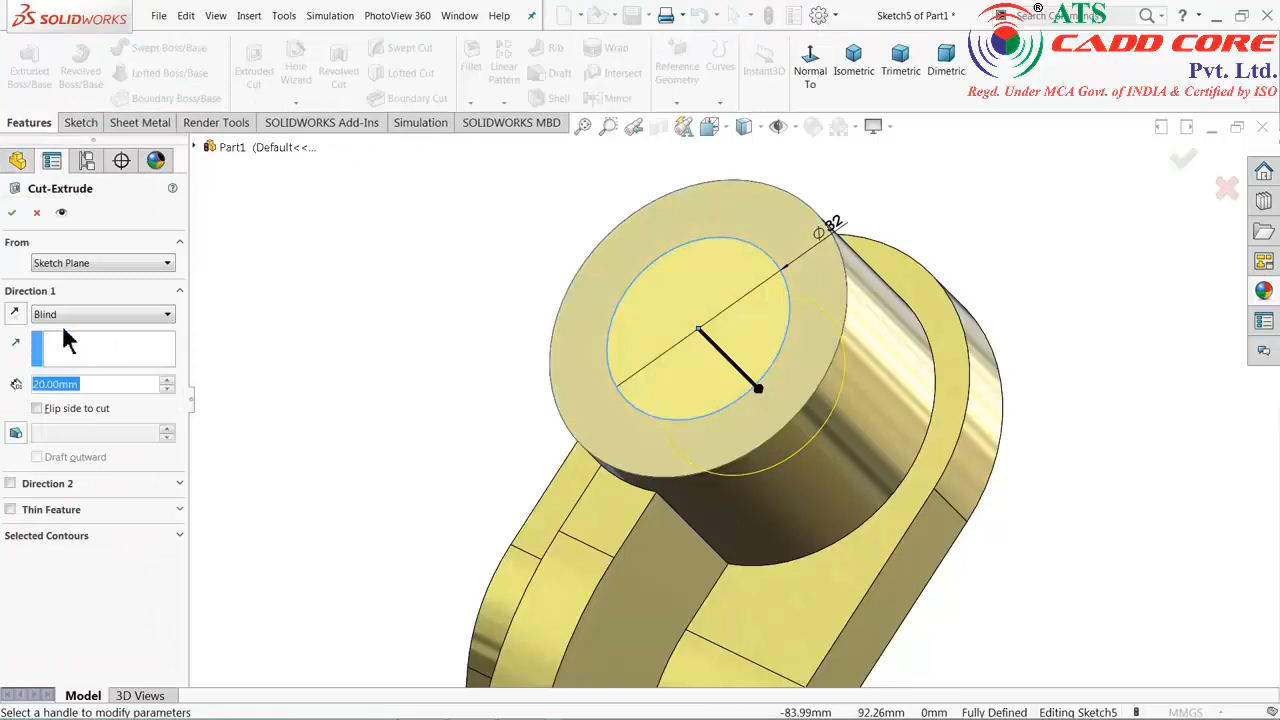 SOLIDWORKS
File
Edit
View
Insert
Tools
Simulation
PhotoView 360
Window
Help
Sketch5 of Part1 *
Search Commands
ATS
®
CADD CORE
Pvt. Ltd.
Regd. Under MCA Govt. of INDIA & Certified by ISO
Extruded Boss/Base
Revolved Boss/Base
Swept Boss/Base
Lofted Boss/Base
Boundary Boss/Base
Extruded Cut
Hole Wizard
Revolved Cut
Swept Cut
Lofted Cut
Boundary Cut
Fillet
Linear Pattern
Rib
Draft
Shell
Wrap
Intersect
Mirror
Reference Geometry
Curves
Instant3D
Normal To
Isometric
Trimetric
Dimetric
Features
Sketch
Sheet Metal
Render Tools
SOLIDWORKS Add-Ins
Simulation
SOLIDWORKS MBD
Part1 (Default<<...
Cut-Extrude
From
Sketch Plane
Direction 1
Blind
20.00mm
Flip side to cut
Draft outward
Direction 2
Thin Feature
Selected Contours
∅32
Model
3D Views
Select a handle to modify parameters
-83.99mm
92.26mm
0mm
Fully Defined
Editing Sketch5
MMGS